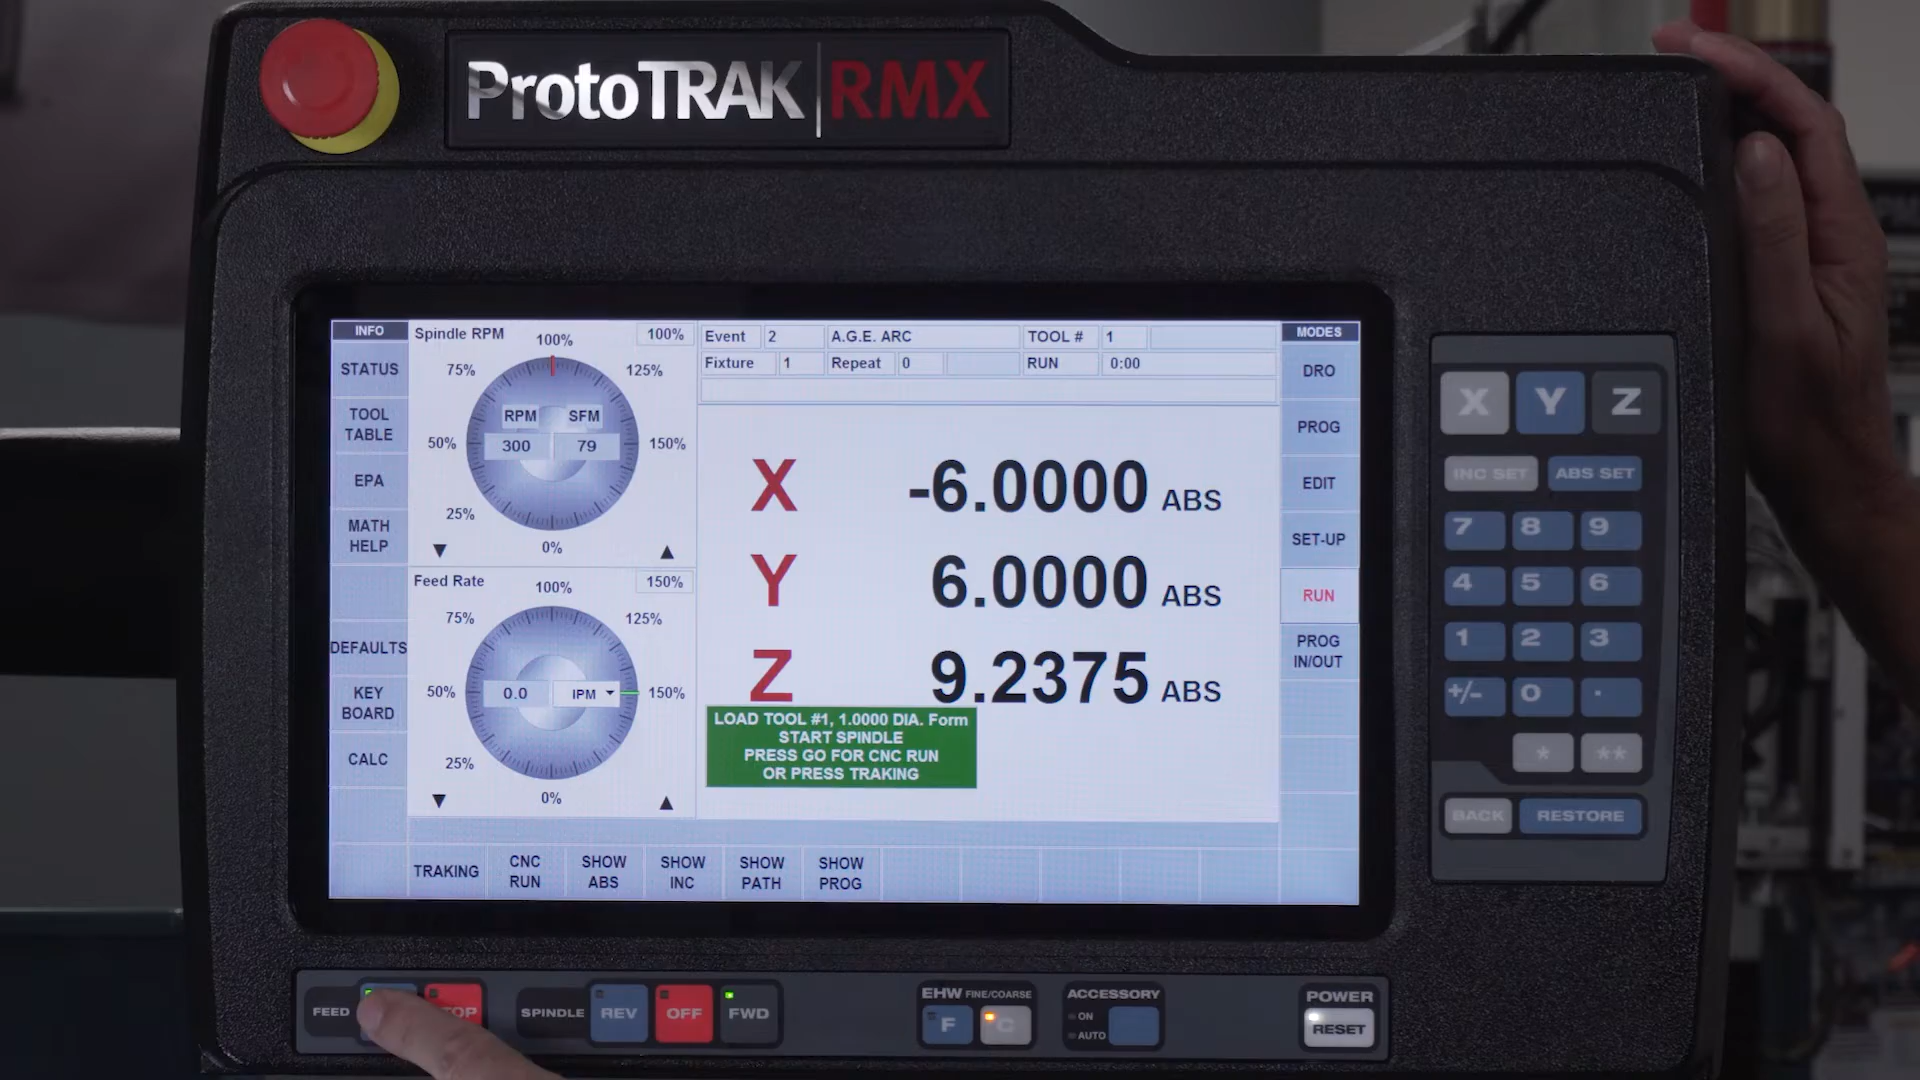 ProtoTRAK RMX
INFO
STATUS
TOOL
TABLE
EPA
MATH
HELP
DEFAULTS
KEY
BOARD
CALC
Spindle RPM
100%
100%
75%
125%
RPM
SFM
50%
300
79
150%
25%
0%
▼
▲
Feed Rate
150%
100%
75%
125%
50%
0.0
IPM
150%
25%
0%
▼
▲
Event 2 A.G.E. ARC TOOL # 1
Fixture 1 Repeat 0 RUN 0:00
X -6.0000 ABS
Y 6.0000 ABS
Z 9.2375 ABS
LOAD TOOL #1, 1.0000 DIA. Form
START SPINDLE
PRESS GO FOR CNC RUN
OR PRESS TRAKING
MODES
DRO
PROG
EDIT
SET-UP
RUN
PROG
IN/OUT
TRAKING
CNC
RUN
SHOW
ABS
SHOW
INC
SHOW
PATH
SHOW
PROG
X Y Z
INC SET ABS SET
7 8 9
4 5 6
1 2 3
+/- 0 .
* **
BACK RESTORE
FEED
SPINDLE REV OFF FWD
EHW FINE/COARSE
F C
ACCESSORY
ON
AUTO
POWER
RESET